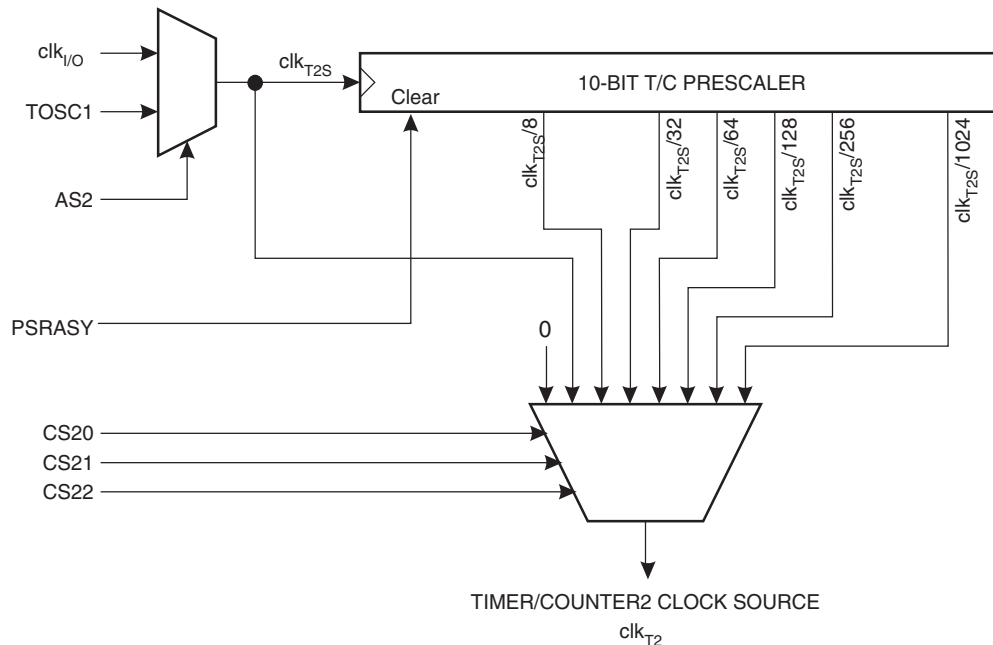 clkI/O
clkT2S
10-BIT T/C PRESCALER
TOSC1
Clear
clkT2S/8
clkT2S/32
clkT2S/64
clkT2S/128
clkT2S/256
clkT2S/1024
AS2
PSRASY
0
CS20
CS21
CS22
TIMER/COUNTER2 CLOCK SOURCE
clkT2